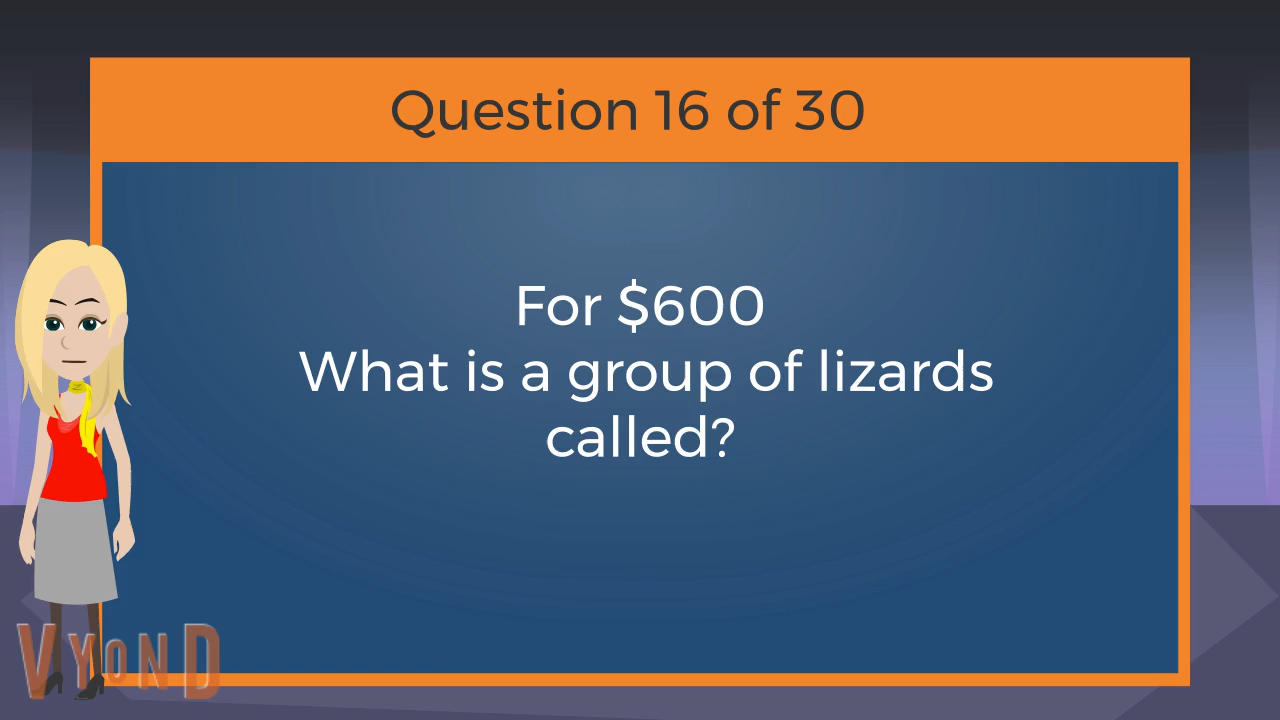 Question 16 of 30
For $600
What is a group of lizards
called?
VYOND